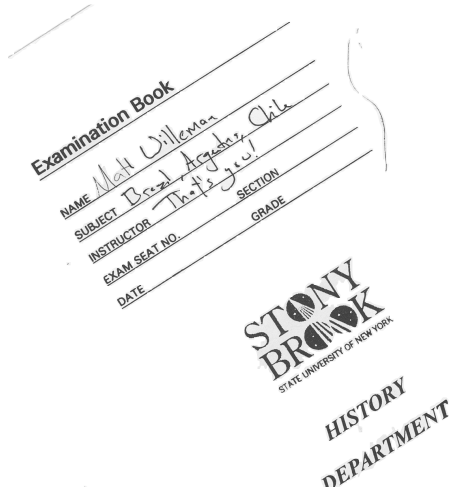 Examination Book
NAME Matt Willeman
SUBJECT Brazil, Argentina, Chile
INSTRUCTOR That's you!
EXAM SEAT NO. SECTION
DATE GRADE
STONY
BROOK
STATE UNIVERSITY OF NEW YORK
HISTORY
DEPARTMENT